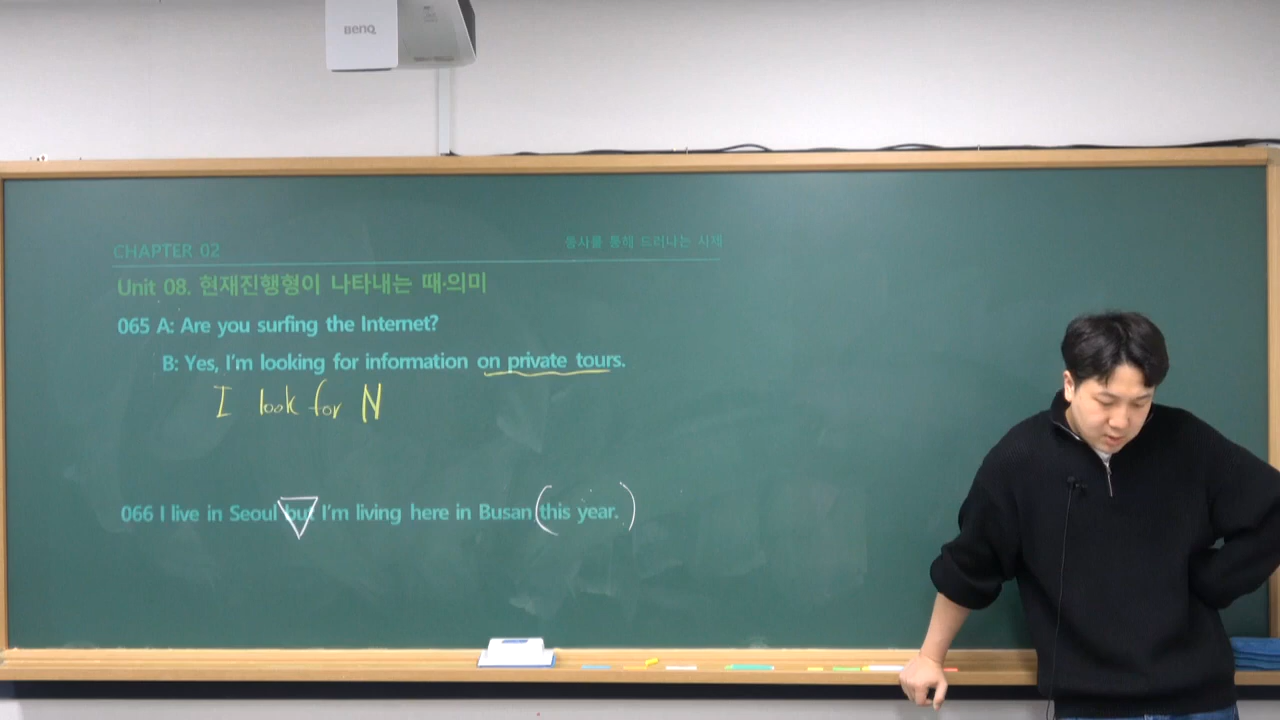 BenQ
CHAPTER 02 동사를 통해 드러나는 시제
Unit 08. 현재진행형이 나타내는 때·의미
065 A: Are you surfing the Internet?
B: Yes, I'm looking for information on private tours.
I look for N
066 I live in Seoul but I'm living here in Busan (this year.)